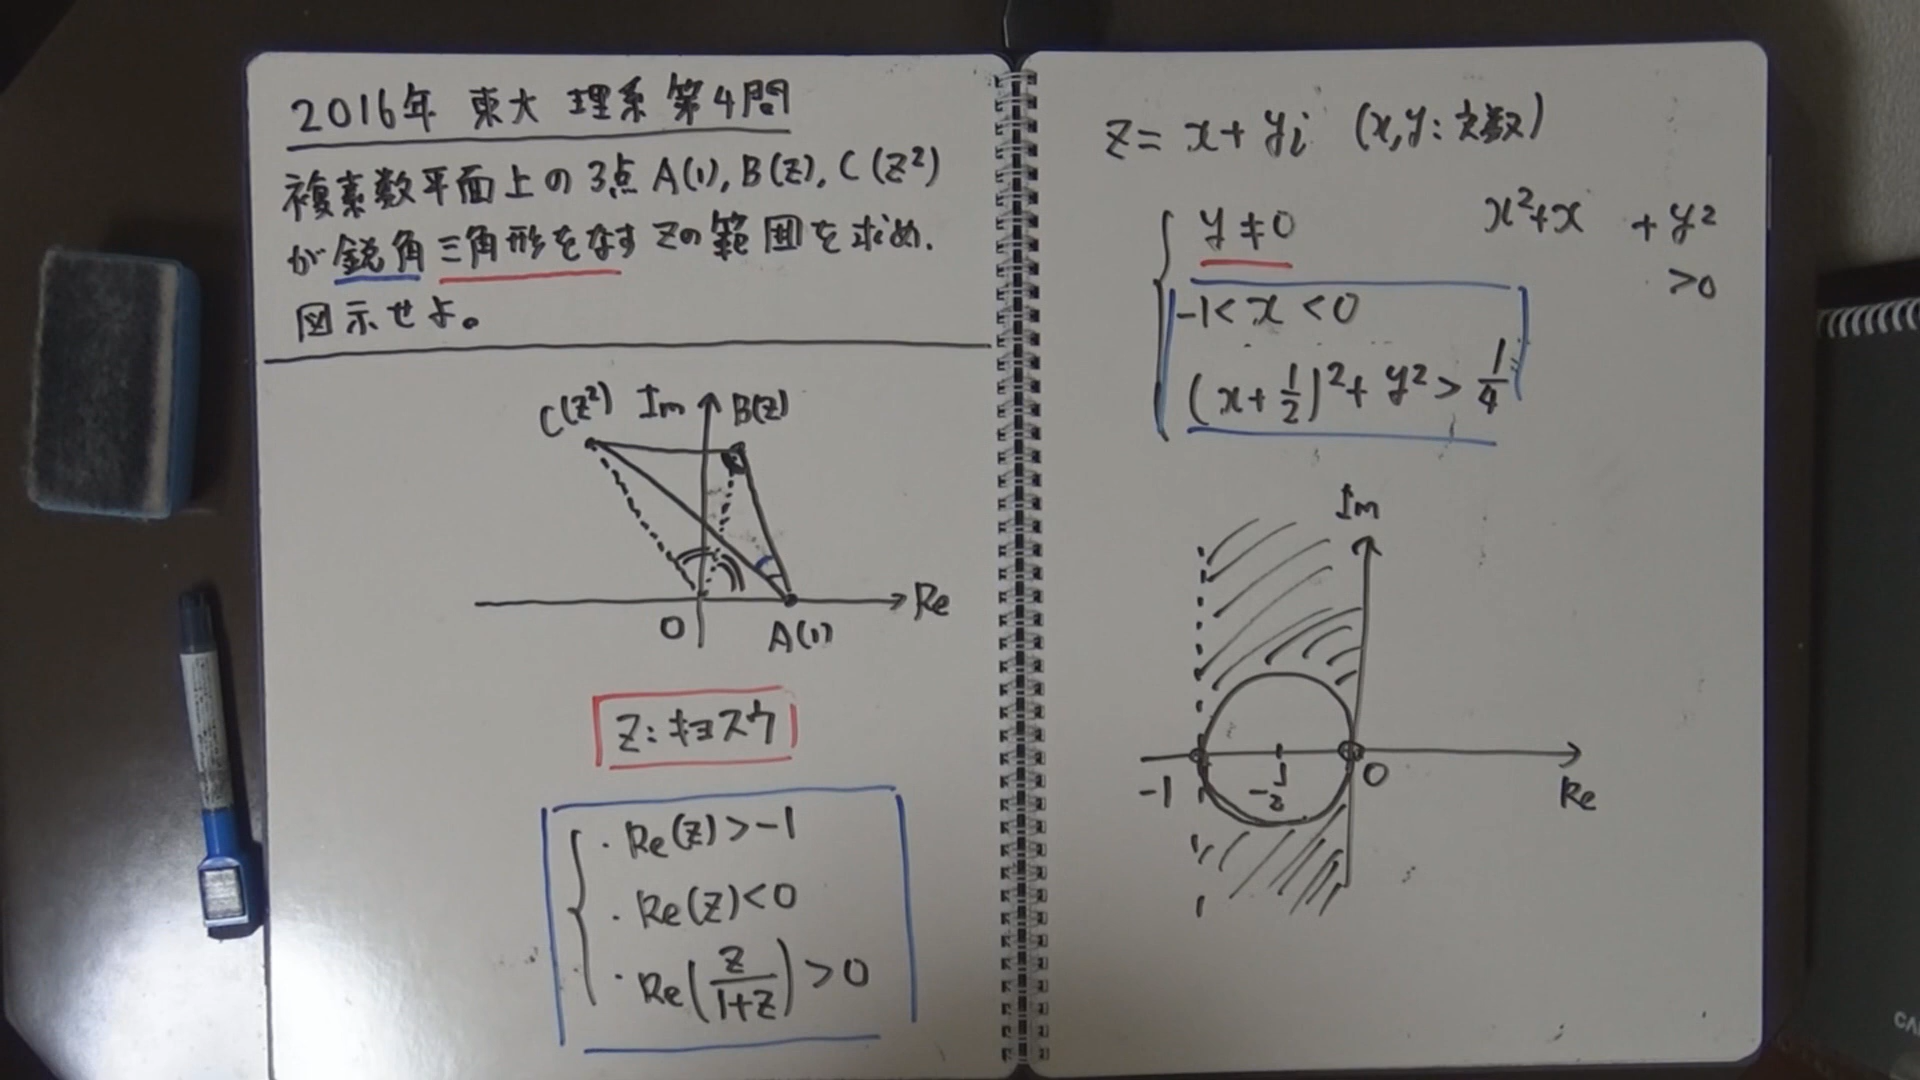 2016年 東大 理系 第4問
複素数平面上の3点 A(1), B(z), C(z²)
が鋭角三角形をなすzの範囲を求め,
図示せよ。
C(z²) Im B(z)
Re
O A(1)
z:キョスウ
・Re(z)>-1
・Re(z)<0
・Re(z/(1+z))>0
z= x+yi (x,y:実数)
y≠0
x²+x +y²
>0
-1<x<0
(x+1/2)²+y²>1/4
Im
-1 -1/2 O
Re